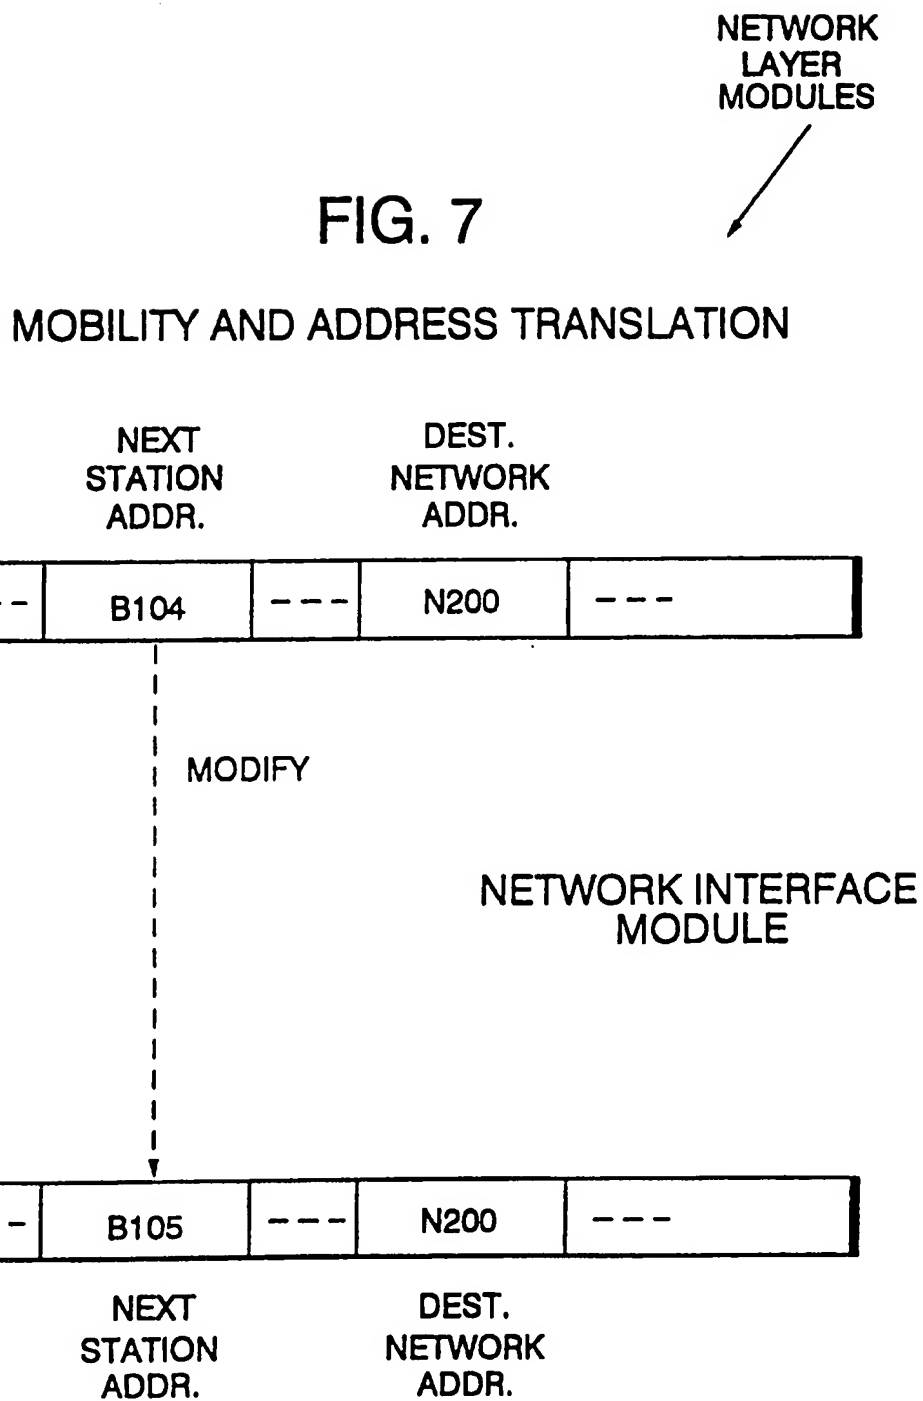 NETWORK
LAYER
MODULES
FIG. 7
MOBILITY AND ADDRESS TRANSLATION
NEXT
STATION
ADDR.
DEST.
NETWORK
ADDR.
-- B104 --- N200 ---
MODIFY
NETWORK INTERFACE
MODULE
- B105 --- N200 ---
NEXT
STATION
ADDR.
DEST.
NETWORK
ADDR.